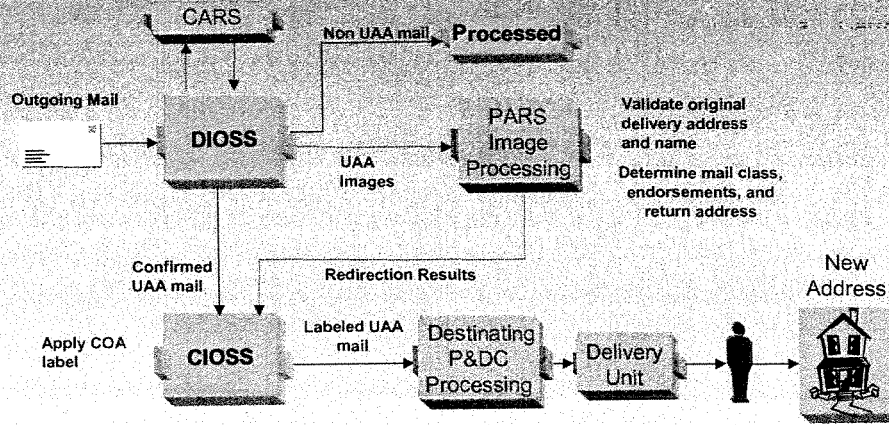 CARS
Non UAA mail
Processed
Outgoing Mail
DIOSS
UAA
Images
PARS
Image
Processing
Validate original
delivery address
and name
Determine mail class,
endorsements, and
return address
Confirmed
UAA mail
Redirection Results
New
Address
Apply COA
label
CIOSS
Labeled UAA
mail
Destinating
P&DC
Processing
Delivery
Unit